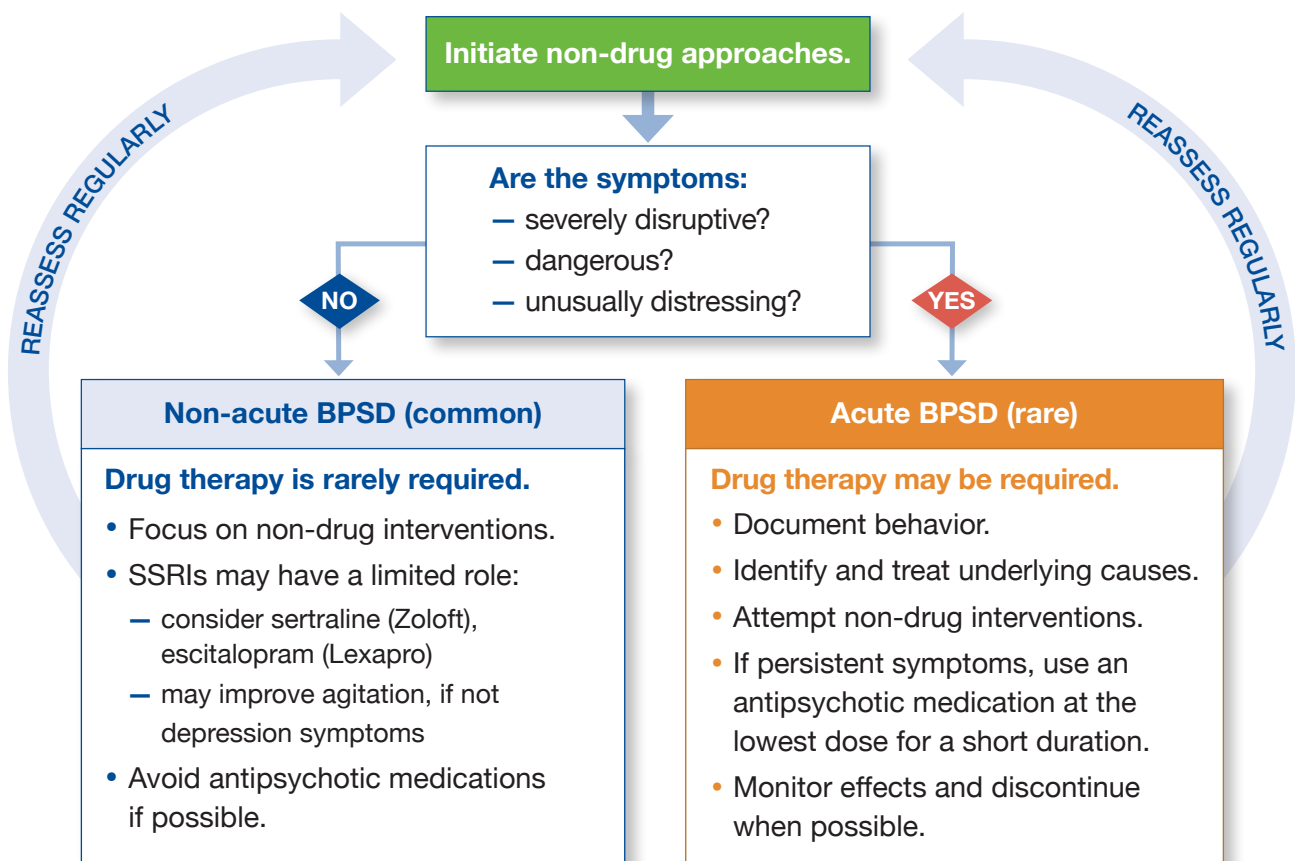 Initiate non-drug approaches.
REASSESS REGULARLY
REASSESS REGULARLY
Are the symptoms:
— severely disruptive?
— dangerous?
— unusually distressing?
NO
YES
Non-acute BPSD (common)
Drug therapy is rarely required.
• Focus on non-drug interventions.
• SSRIs may have a limited role:
— consider sertraline (Zoloft),
escitalopram (Lexapro)
— may improve agitation, if not
depression symptoms
• Avoid antipsychotic medications
if possible.
Acute BPSD (rare)
Drug therapy may be required.
• Document behavior.
• Identify and treat underlying causes.
• Attempt non-drug interventions.
• If persistent symptoms, use an
antipsychotic medication at the
lowest dose for a short duration.
• Monitor effects and discontinue
when possible.